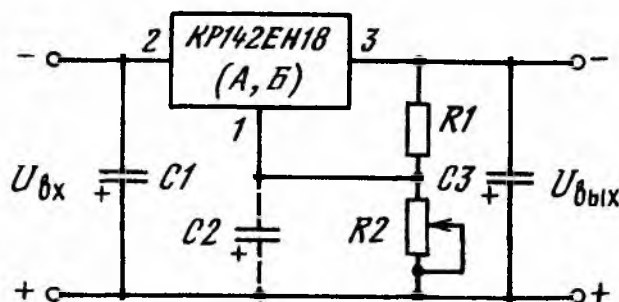 − 2 КР142ЕН18 3 −
(А, Б)
1 R1
Uвх + C1 C3 + Uвых
C2 + R2
+ +